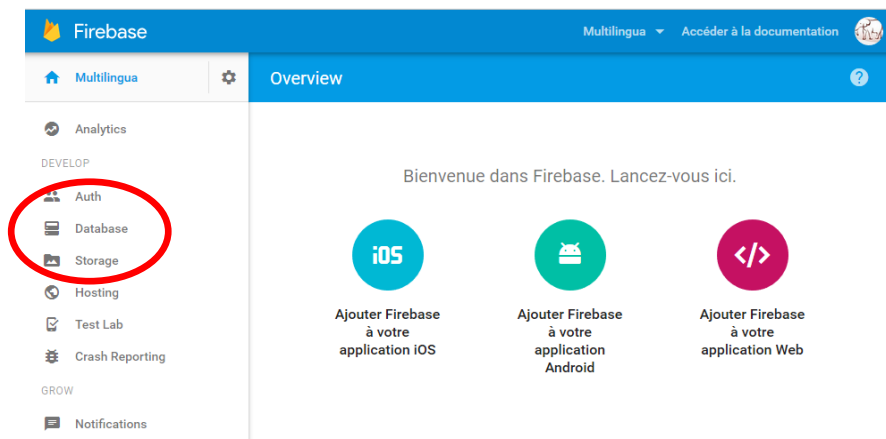 Firebase
Multilingua
Accéder à la documentation
Multilingua
Overview
?
Analytics
DEVELOP
Auth
Database
Storage
Hosting
Test Lab
Crash Reporting
GROW
Notifications
Bienvenue dans Firebase. Lancez-vous ici.
iOS
</>
Ajouter Firebase
à votre
application iOS
Ajouter Firebase
à votre
application
Android
Ajouter Firebase
à votre
application Web